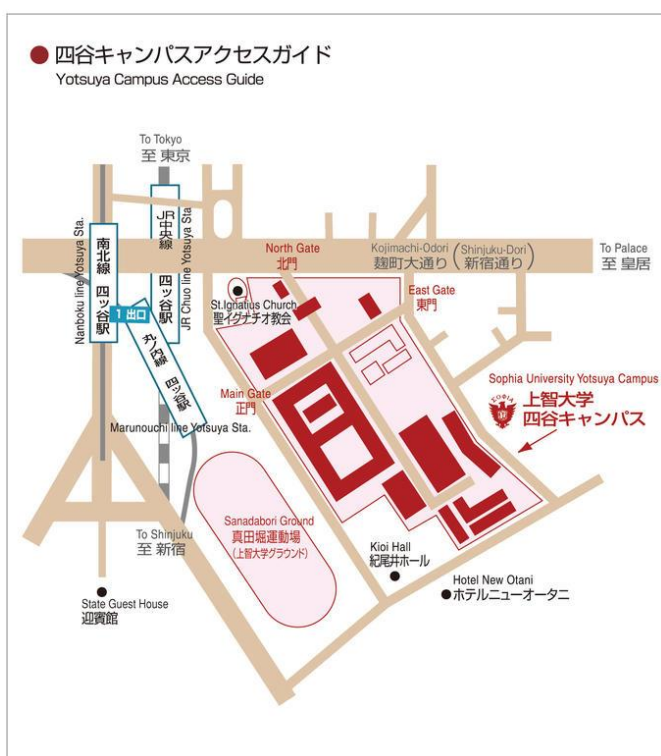 四谷キャンパスアクセスガイド
Yotsuya Campus Access Guide
To Tokyo
至 東京
Nanboku line Yotsuya Sta.
南北線 四ッ谷駅
JR中央線 四ッ谷駅
JR Chuo line Yotsuya Sta
1 出口
丸ノ内線 四ッ谷駅
Marunouchi line Yotsuya Sta.
North Gate
北門
Kojimachi-Odori
麹町大通り
(Shinjuku-Dori
新宿通り)
To Palace
至 皇居
St.Ignatius Church
聖イグナチオ教会
East Gate
東門
Main Gate
正門
Sophia University Yotsuya Campus
上智大学
四谷キャンパス
Sanadabori Ground
真田堀運動場
(上智大学グラウンド)
To Shinjuku
至 新宿
Kioi Hall
紀尾井ホール
Hotel New Otani
ホテルニューオータニ
State Guest House
迎賓館